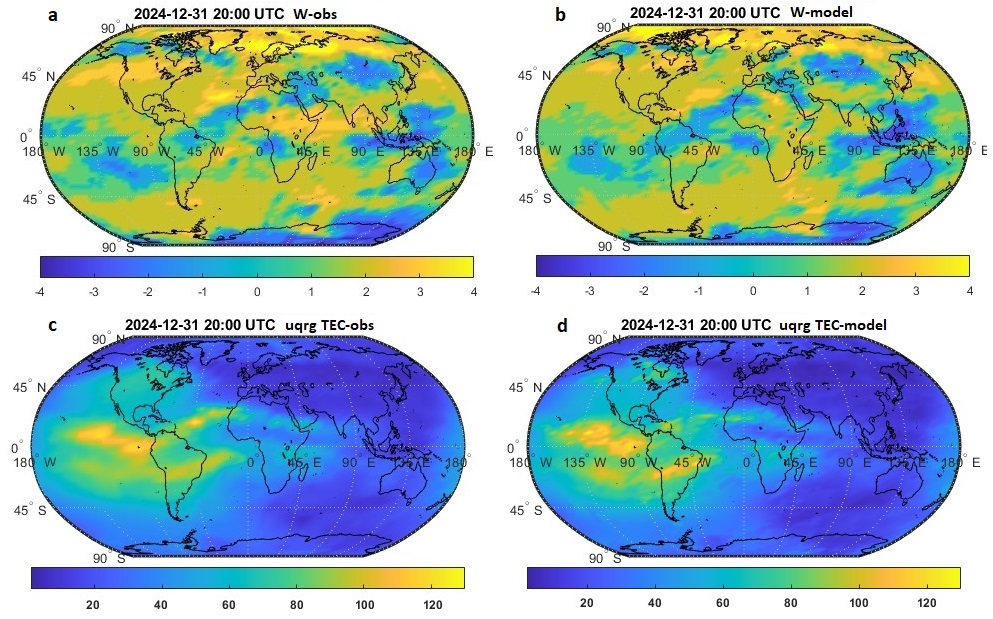 a 2024-12-31 20:00 UTC W-obs
90° N
45° N
0°
180° W 135° W 90° W 45° W 0° 45° E 90° E 135° E 180° E
45° S
90° S
-4 -3 -2 -1 0 1 2 3 4
b 2024-12-31 20:00 UTC W-model
90° N
45° N
0°
180° W 135° W 90° W 45° W 0° 45° E 90° E 135° E 180° E
45° S
90° S
-4 -3 -2 -1 0 1 2 3 4
c 2024-12-31 20:00 UTC uqrg TEC-obs
90° N
45° N
0°
180° W 135° W 90° W 45° W 0° 45° E 90° E 135° E 180° E
45° S
90° S
20 40 60 80 100 120
d 2024-12-31 20:00 UTC uqrg TEC-model
90° N
45° N
0°
180° W 135° W 90° W 45° W 0° 45° E 90° E 135° E 180° E
45° S
90° S
20 40 60 80 100 120